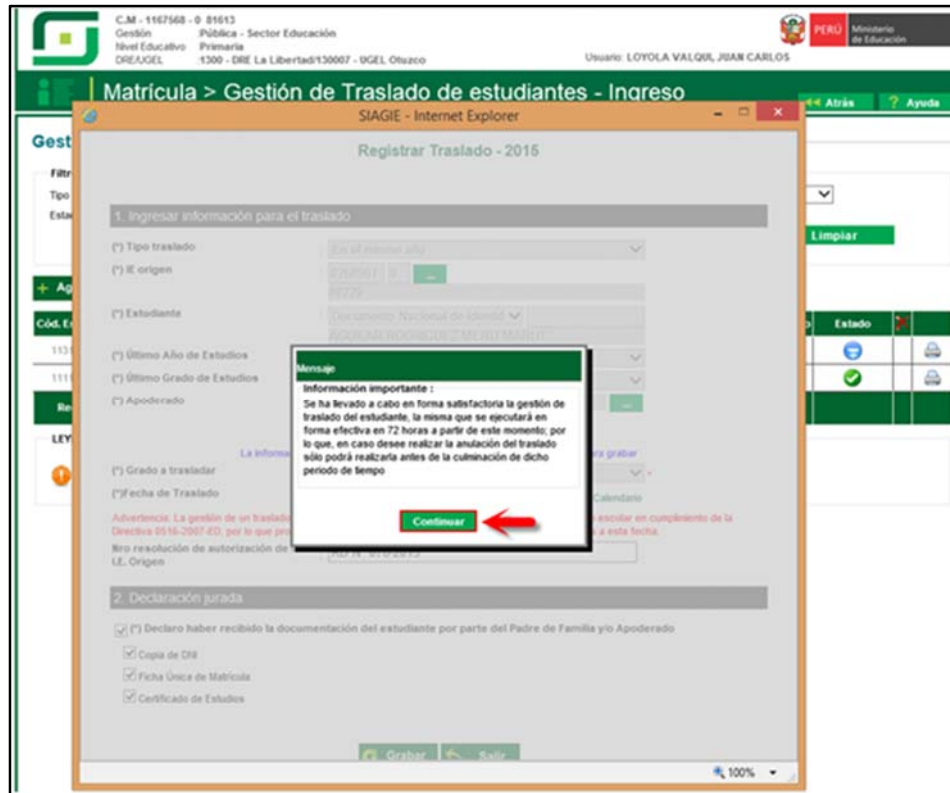 C.M - 1167568 - 0 81613
Gestión :Pública - Sector Educación
Nivel Educativo Primaria
DRE/UGEL :1300 - DRE La Libertad/130007 - UGEL Otuzco
Usuario: LOYOLA VALQUI, JUAN CARLOS
PERÚ Ministerio de Educación
Matrícula > Gestión de Traslado de estudiantes - Ingreso
Atrás
? Ayuda
SIAGIE - Internet Explorer
Gest
Registrar Traslado - 2015
Filtr
Tipo
Esta
Limpiar
1. Ingresar información para el traslado
(*) Tipo traslado En el mismo año
(*) IE origen 0 ...
+ Ag
(*) Estudiante Documento Nacional de Identid
Cód. E
o Estado
(*) Último Año de Estudios
(*) Último Grado de Estudios
(*) Apoderado ...
1131
1111
Re
LEY
Mensaje
Información importante :
Se ha llevado a cabo en forma satisfactoria la gestión de
traslado del estudiante, la misma que se ejecutará en
forma efectiva en 72 horas a partir de este momento; por
lo que, en caso desee realizar la anulación del traslado
sólo podrá realizarla antes de la culminación de dicho
periodo de tiempo
Continuar
La informa
ra grabar
(*) Grado a trasladar
(*)Fecha de Traslado
Calendario
Advertencia: La gestión de un traslado
o escolar en cumplimiento de la
Directiva 0516-2007-ED, por lo que pro
a esta fecha.
Nro resolución de autorización de
I.E. Origen
2. Declaración jurada
(*) Declaro haber recibido la documentación del estudiante por parte del Padre de Familia y/o Apoderado
Copia de DNI
Ficha Única de Matrícula
Certificado de Estudios
Grabar
Salir
100%